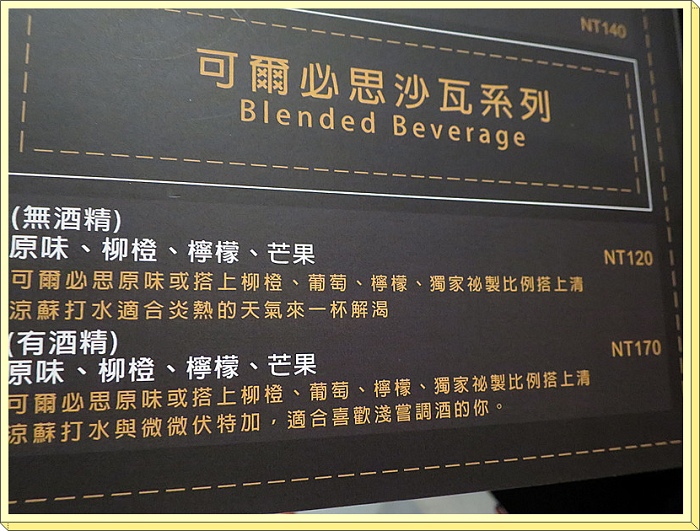 NT140
可爾必思沙瓦系列
Blended Beverage
(無酒精)
原味、柳橙、檸檬、芒果 NT120
可爾必思原味或搭上柳橙、葡萄、檸檬、獨家祕製比例搭上清
涼蘇打水適合炎熱的天氣來一杯解渴
(有酒精)
原味、柳橙、檸檬、芒果 NT170
可爾必思原味或搭上柳橙、葡萄、檸檬、獨家祕製比例搭上清
涼蘇打水與微微伏特加，適合喜歡淺嘗調酒的你。